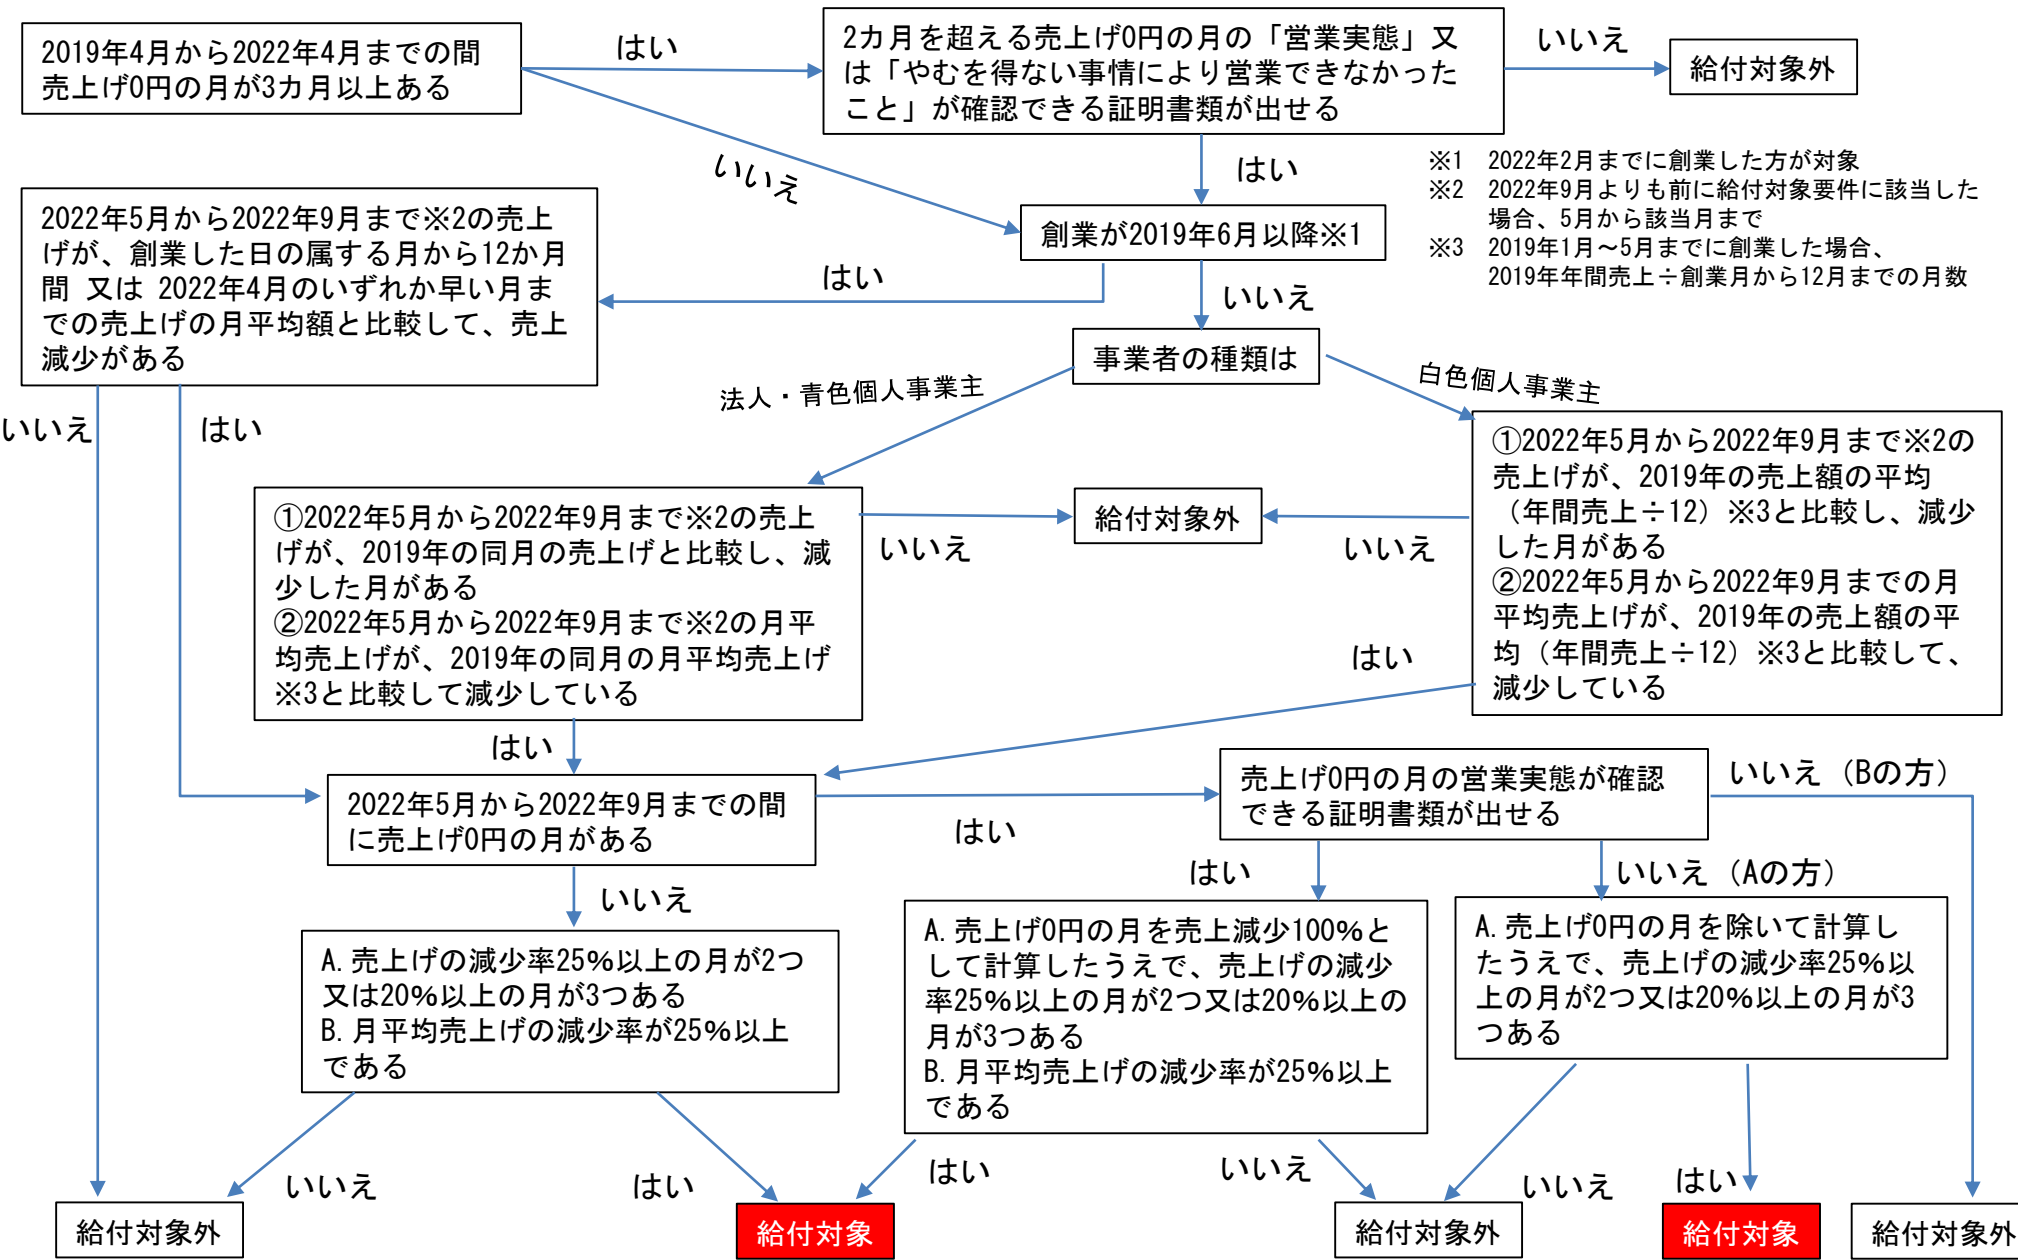 2019年4月から2022年4月までの間
売上げ0円の月が3カ月以上ある
はい
2カ月を超える売上げ0円の月の「営業実態」又
は「やむを得ない事情により営業できなかった
こと」が確認できる証明書類が出せる
いいえ
給付対象外
いいえ
はい
※1 2022年2月までに創業した方が対象
※2 2022年9月よりも前に給付対象要件に該当した
場合、5月から該当月まで
※3 2019年1月～5月までに創業した場合、
2019年年間売上÷創業月から12月までの月数
2022年5月から2022年9月まで※2の売上
げが、創業した日の属する月から12か月
間 又は 2022年4月のいずれか早い月ま
での売上げの月平均額と比較して、売上
減少がある
創業が2019年6月以降※1
はい
いいえ
事業者の種類は
法人・青色個人事業主
白色個人事業主
いいえ
はい
①2022年5月から2022年9月まで※2の売上
げが、2019年の同月の売上げと比較し、減
少した月がある
②2022年5月から2022年9月まで※2の月平
均売上げが、2019年の同月の月平均売上げ
※3と比較して減少している
いいえ
給付対象外
いいえ
①2022年5月から2022年9月まで※2の
売上げが、2019年の売上額の平均
（年間売上÷12）※3と比較し、減少
した月がある
②2022年5月から2022年9月までの月
平均売上げが、2019年の売上額の平
均（年間売上÷12）※3と比較して、
減少している
はい
はい
2022年5月から2022年9月までの間
に売上げ0円の月がある
はい
売上げ0円の月の営業実態が確認
できる証明書類が出せる
いいえ（Bの方）
いいえ
はい
いいえ（Aの方）
A.売上げの減少率25%以上の月が2つ
又は20%以上の月が3つある
B.月平均売上げの減少率が25%以上
である
A.売上げ0円の月を売上減少100%と
して計算したうえで、売上げの減少
率25%以上の月が2つ又は20%以上の
月が3つある
B.月平均売上げの減少率が25%以上
である
A.売上げ0円の月を除いて計算し
たうえで、売上げの減少率25%以
上の月が2つ又は20%以上の月が3
つある
いいえ
はい
はい
いいえ
いいえ
はい
給付対象外
給付対象
給付対象外
給付対象
給付対象外